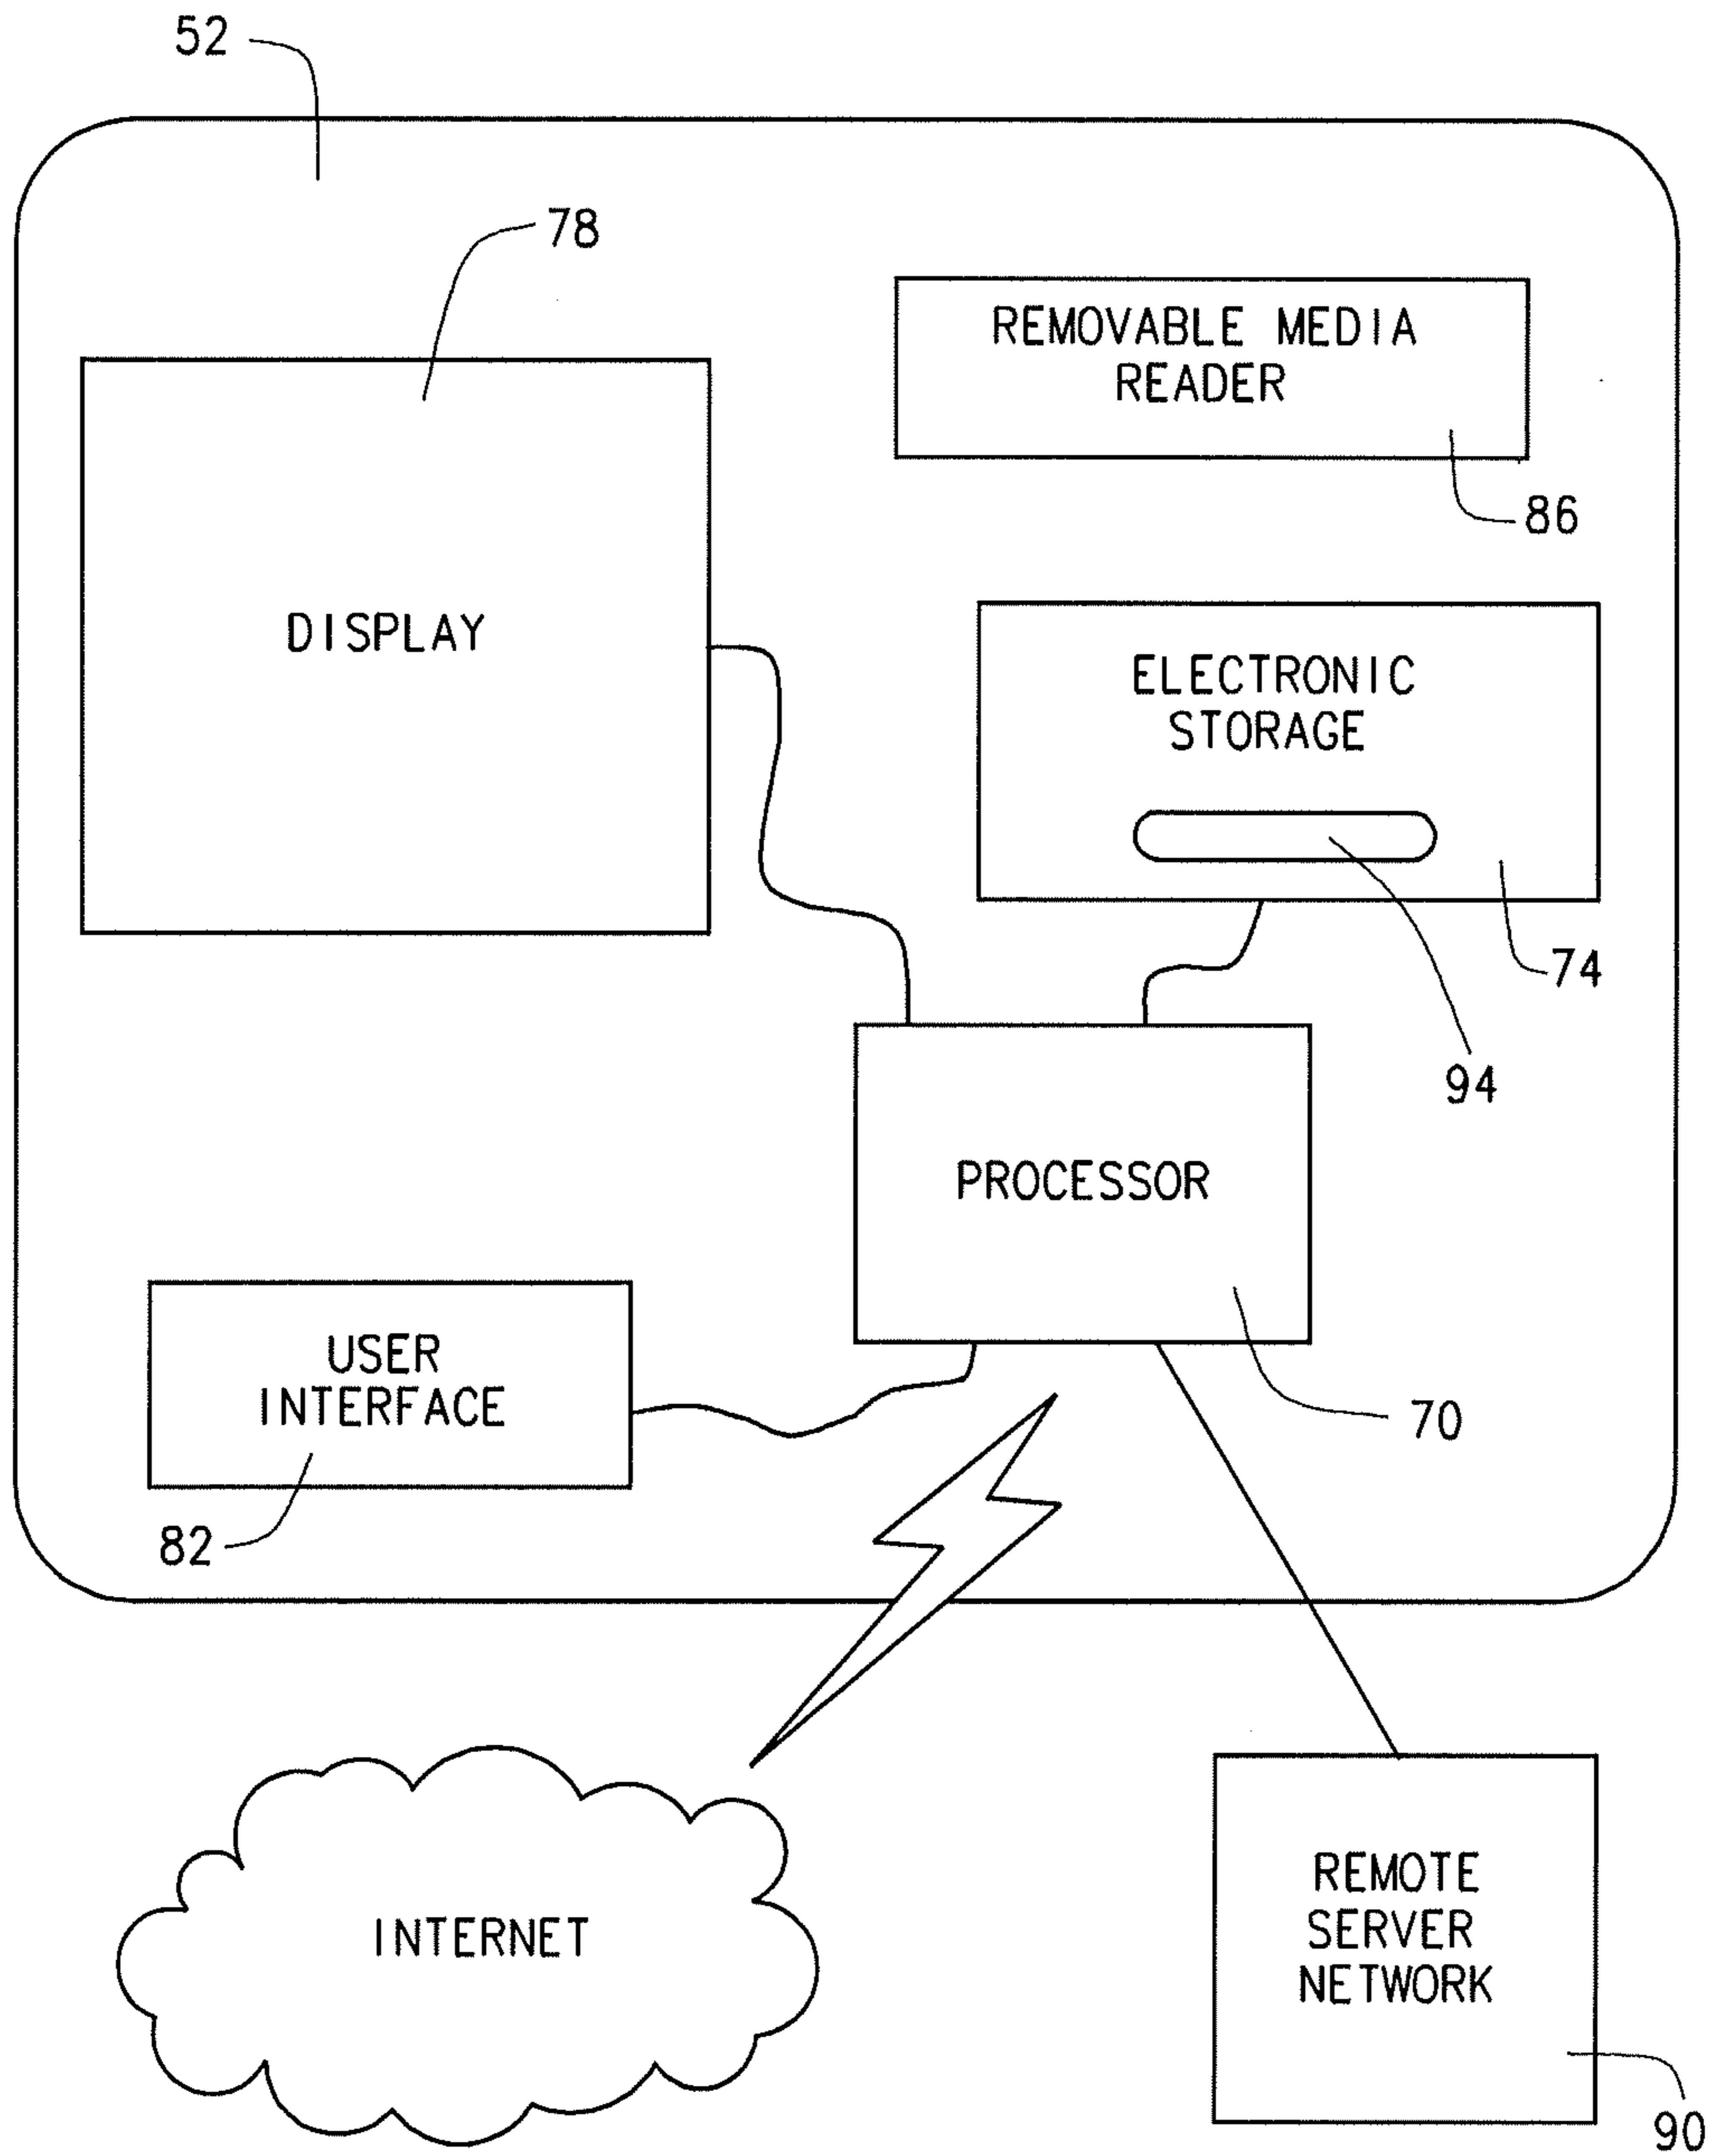 52
78
REMOVABLE MEDIA
READER
86
DISPLAY
ELECTRONIC
STORAGE
74
94
PROCESSOR
USER
INTERFACE
70
82
INTERNET
REMOTE
SERVER
NETWORK
90